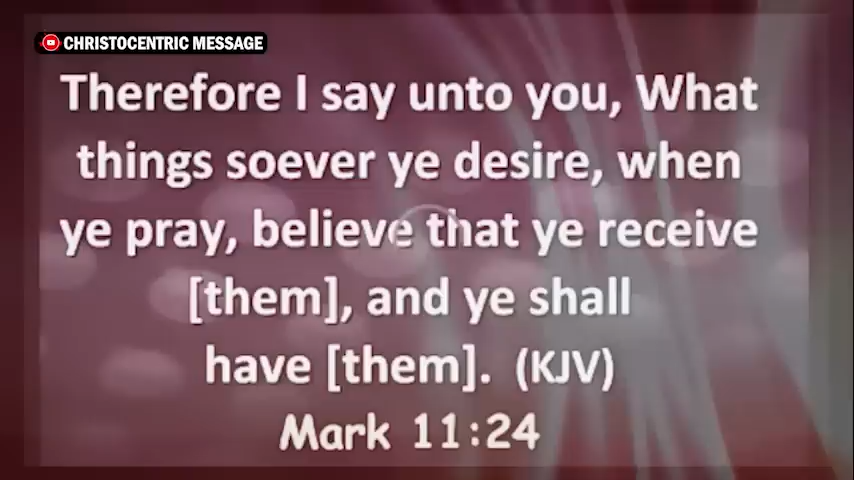 CHRISTOCENTRIC MESSAGE
Therefore I say unto you, What
things soever ye desire, when
ye pray, believe that ye receive
[them], and ye shall
have [them]. (KJV)
Mark 11:24